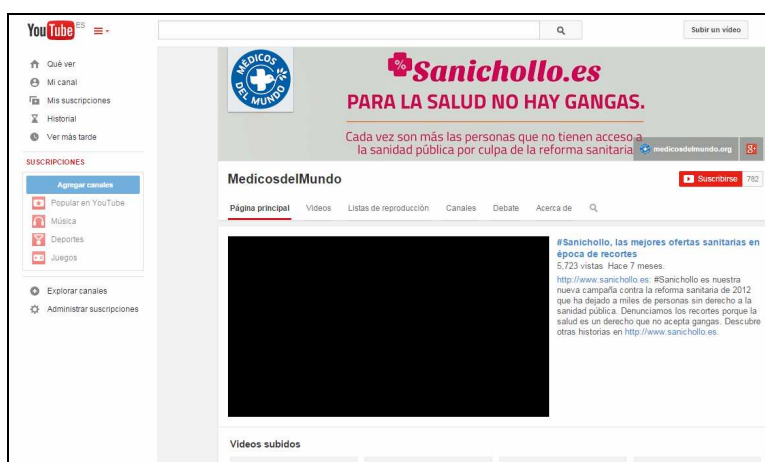 YouTube ES
Subir un vídeo
Qué ver
Mi canal
Mis suscripciones
Historial
Ver más tarde
SUSCRIPCIONES
Agregar canales
Popular en YouTube
Música
Deportes
Juegos
Explorar canales
Administrar suscripciones
MÉDICOS
DEL MUNDO
%Sanichollo.es
PARA LA SALUD NO HAY GANGAS.
Cada vez son más las personas que no tienen acceso a
la sanidad pública por culpa de la reforma sanitaria
medicosdelmundo.org
MedicosdelMundo
Suscribirse 782
Página principal Videos Listas de reproducción Canales Debate Acerca de
#Sanichollo, las mejores ofertas sanitarias en
época de recortes
5,723 vistas Hace 7 meses.
http://www.sanichollo.es: #Sanichollo es nuestra
nueva campaña contra la reforma sanitaria de 2012
que ha dejado a miles de personas sin derecho a la
sanidad pública. Denunciamos los recortes porque la
salud es un derecho que no acepta gangas. Descubre
otras historias en http://www.sanichollo.es.
Videos subidos